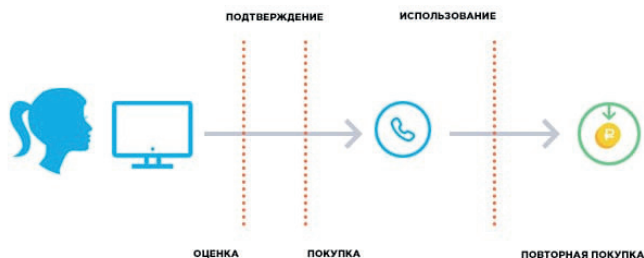 ПОДТВЕРЖДЕНИЕ
ИСПОЛЬЗОВАНИЕ
ОЦЕНКА
ПОКУПКА
ПОВТОРНАЯ ПОКУПКА